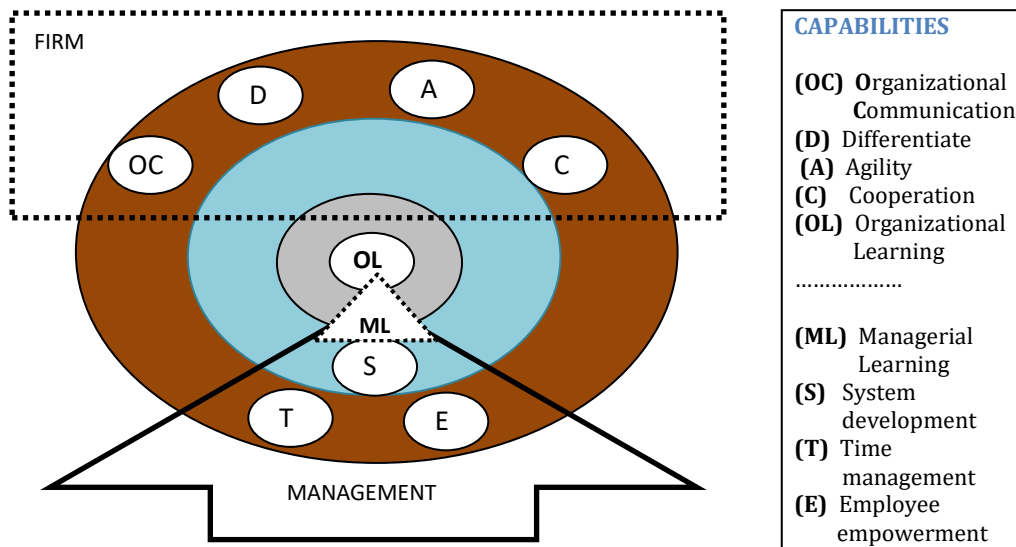 FIRM
D
A
OC
C
OL
ML
S
T
E
MANAGEMENT
CAPABILITIES
(OC) Organizational
Communication
(D) Differentiate
(A) Agility
(C) Cooperation
(OL) Organizational
Learning
………………
(ML) Managerial
Learning
(S) System
development
(T) Time
management
(E) Employee
empowerment